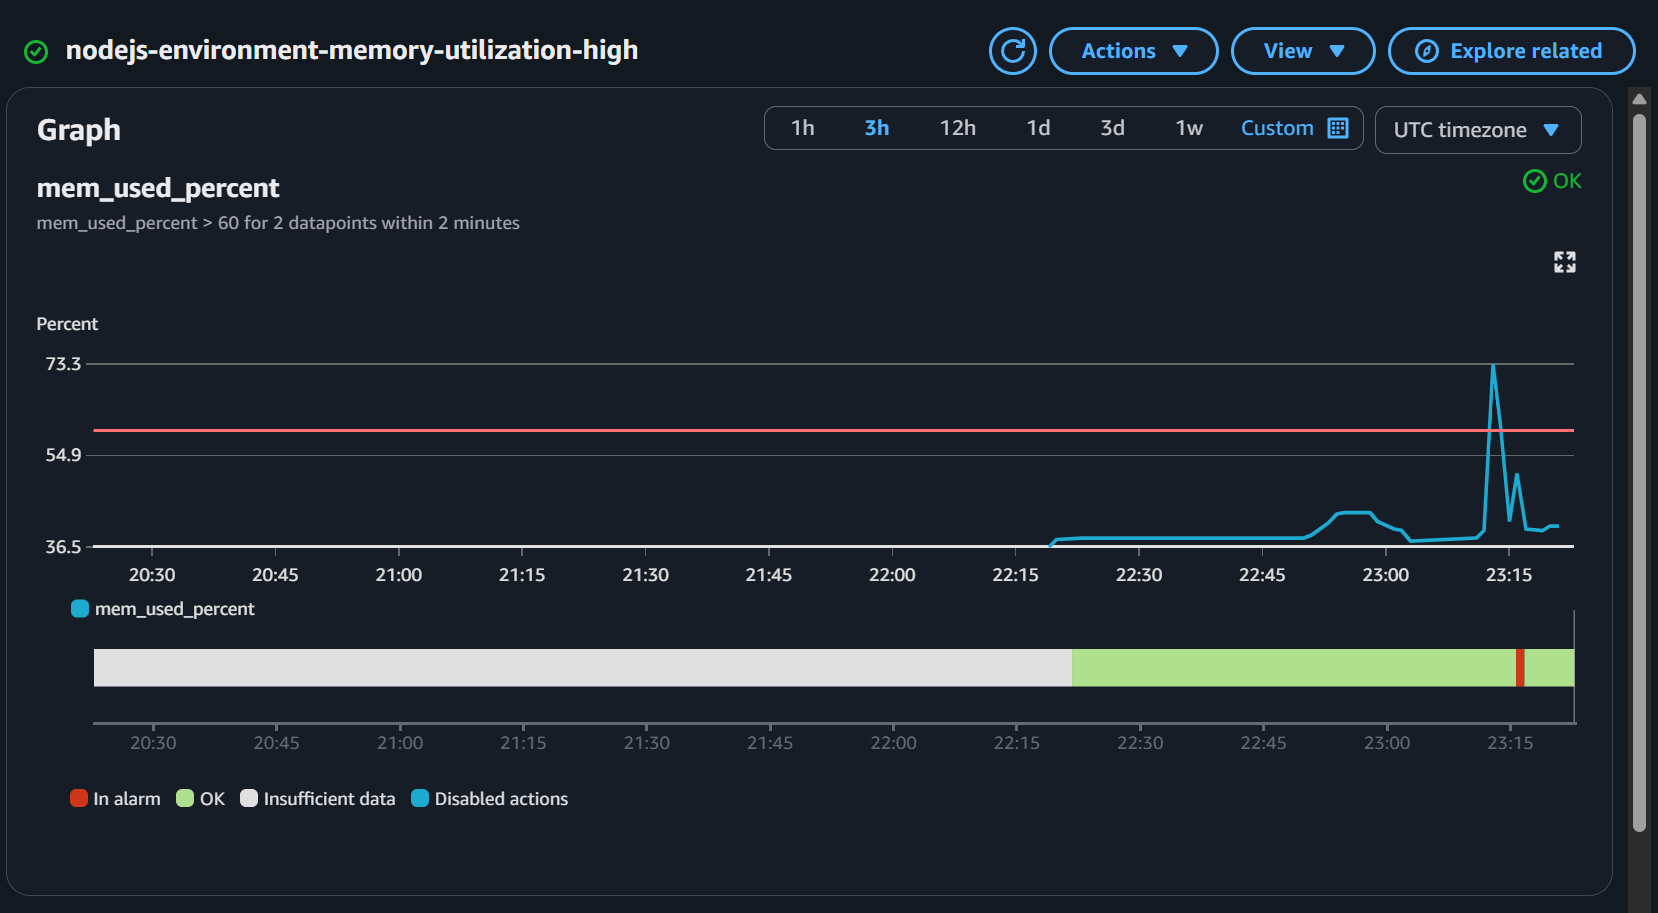 nodejs-environment-memory-utilization-high
Actions
View
Explore related
Graph
1h 3h 12h 1d 3d 1w Custom
UTC timezone
mem_used_percent
OK
mem_used_percent > 60 for 2 datapoints within 2 minutes
Percent
73.3
54.9
36.5
20:30 20:45 21:00 21:15 21:30 21:45 22:00 22:15 22:30 22:45 23:00 23:15
mem_used_percent
20:30 20:45 21:00 21:15 21:30 21:45 22:00 22:15 22:30 22:45 23:00 23:15
In alarm OK Insufficient data Disabled actions